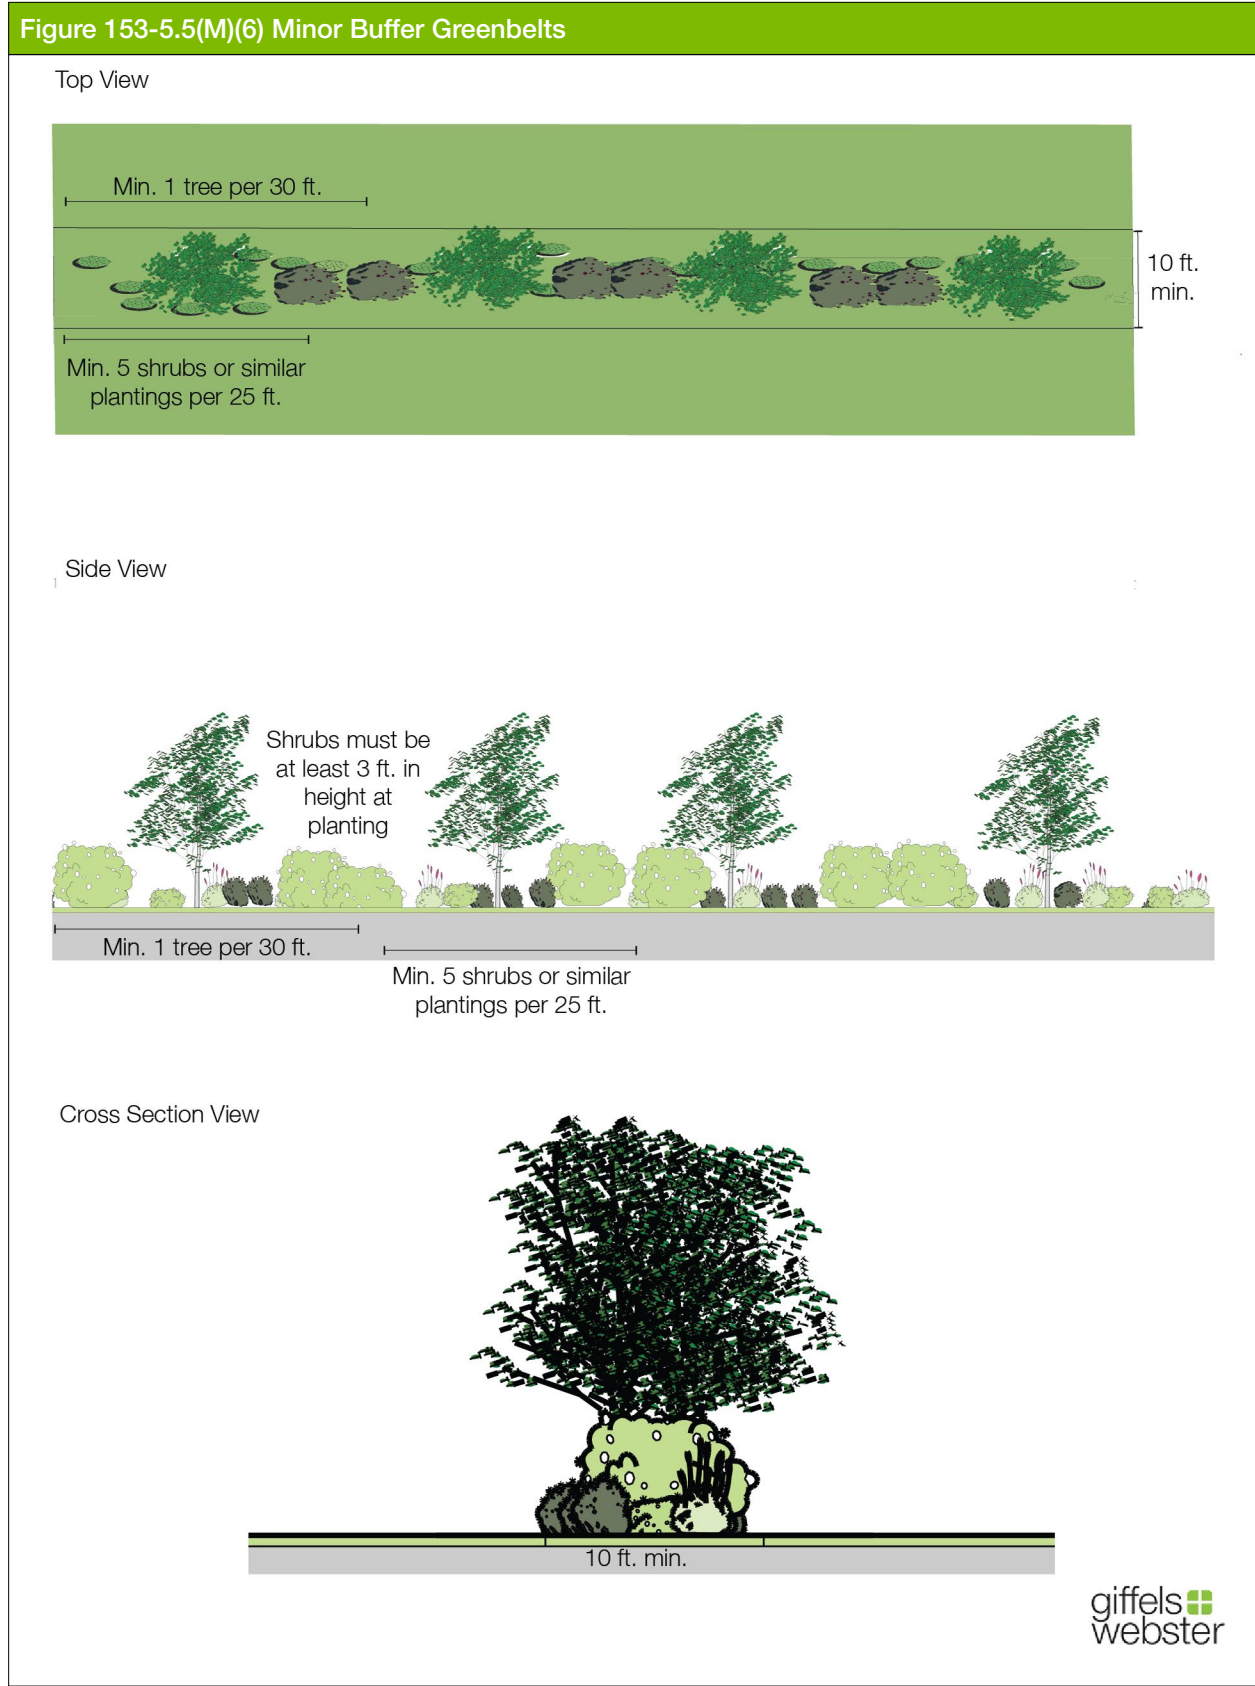 Figure 153-5.5(M)(6) Minor Buffer Greenbelts
Top View
Min. 1 tree per 30 ft.
10 ft.
min.
Min. 5 shrubs or similar
plantings per 25 ft.
Side View
Shrubs must be
at least 3 ft. in
height at
planting
Min. 1 tree per 30 ft.
Min. 5 shrubs or similar
plantings per 25 ft.
Cross Section View
10 ft. min.
giffels
webster